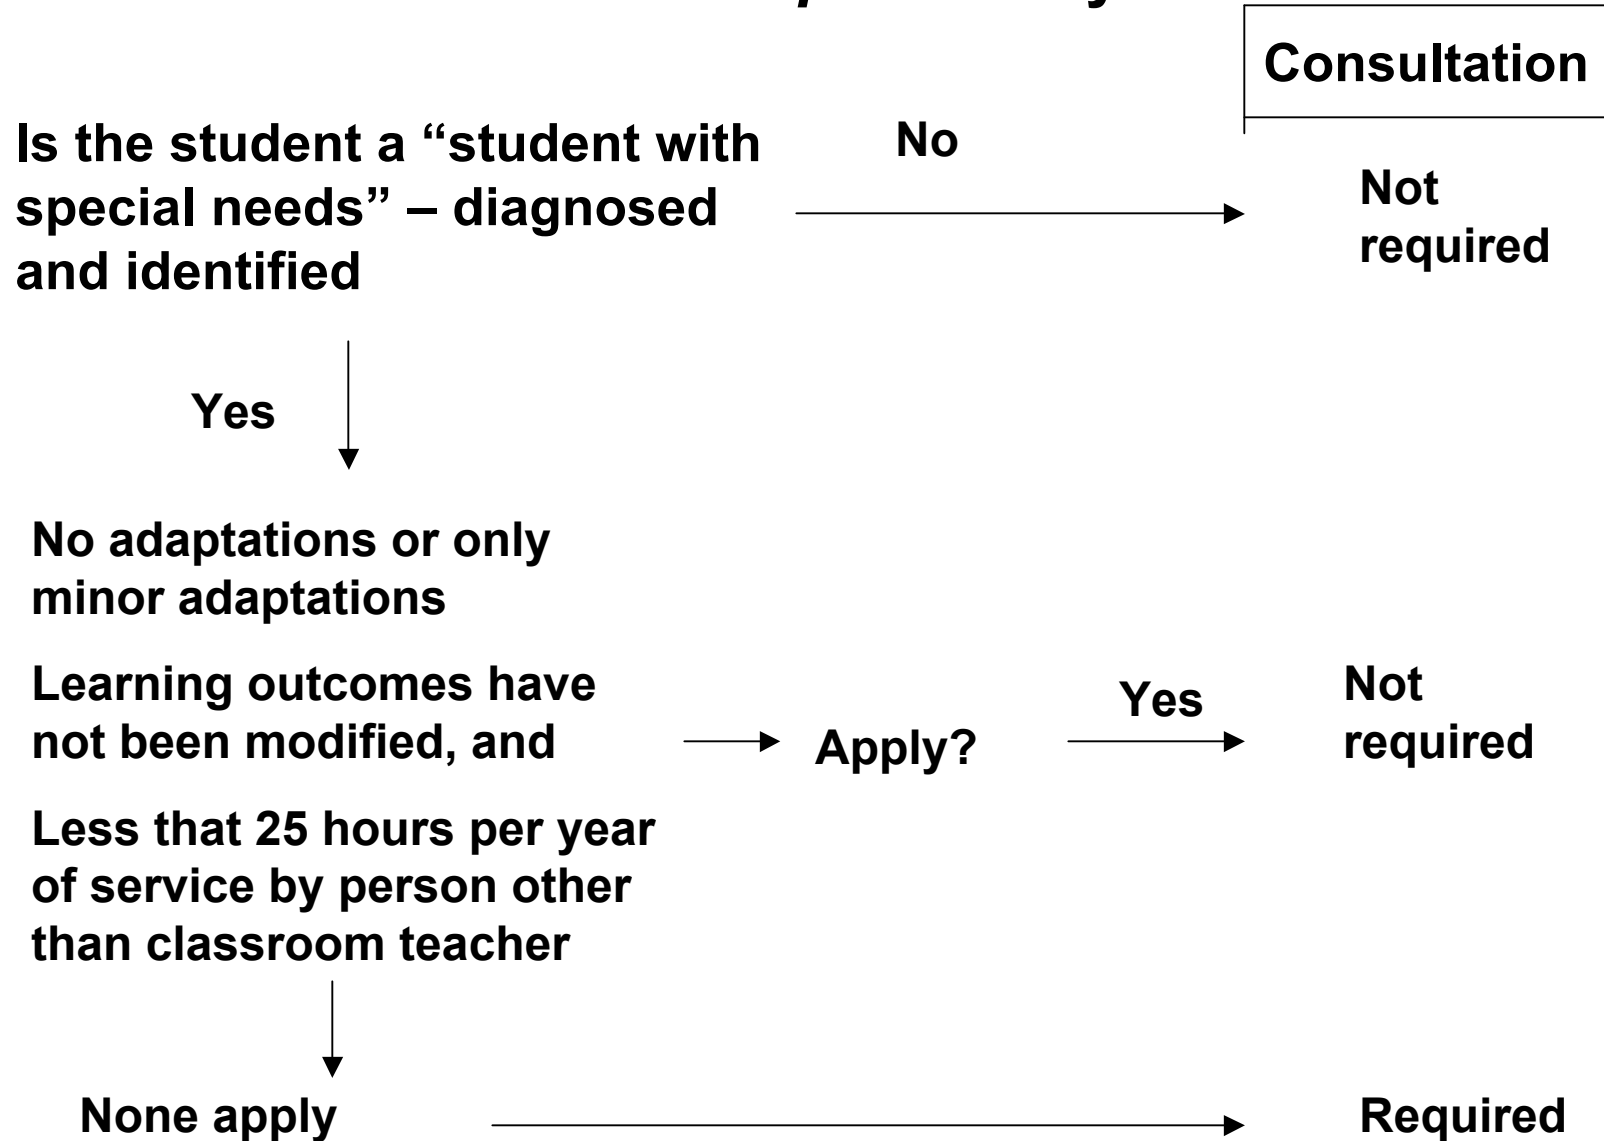 Consultation
Is the student a “student with
special needs” – diagnosed
and identified
No
Not
required
Yes
No adaptations or only
minor adaptations
Learning outcomes have
not been modified, and
Apply?
Yes
Not
required
Less that 25 hours per year
of service by person other
than classroom teacher
None apply
Required